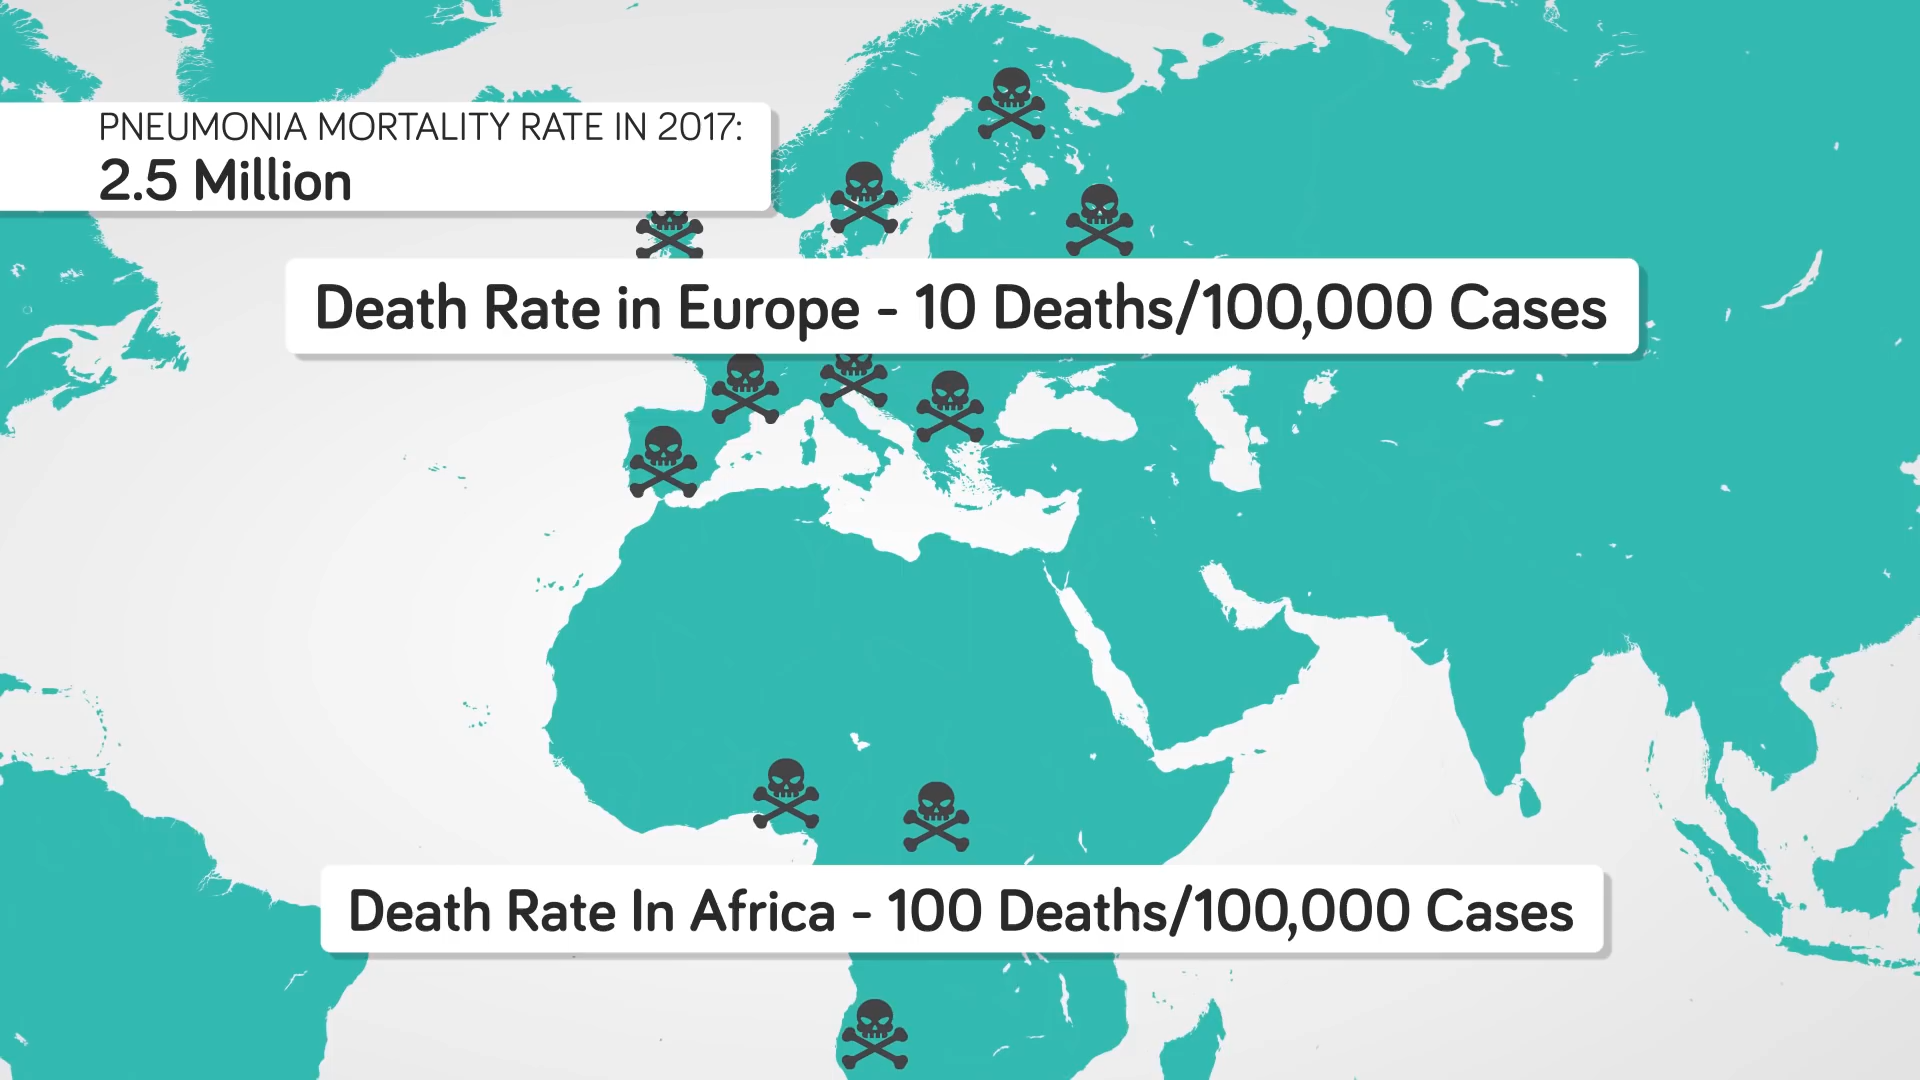 PNEUMONIA MORTALITY RATE IN 2017:
2.5 Million
Death Rate in Europe - 10 Deaths/100,000 Cases
Death Rate In Africa - 100 Deaths/100,000 Cases